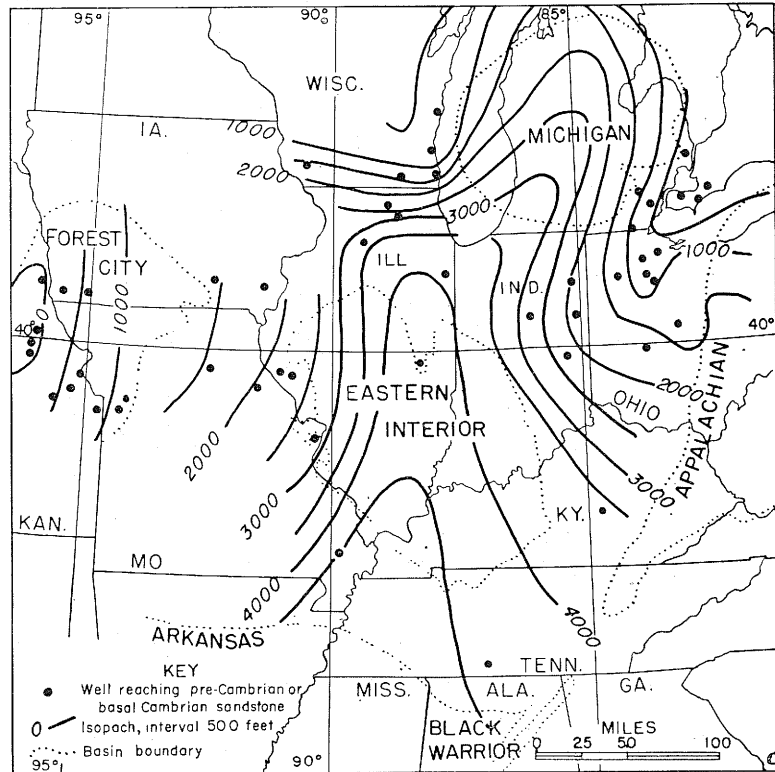 95°
90°
85°
WISC.
IA.
1000
2000
MICHIGAN
3000
FOREST
CITY
1000
ILL
IND.
1000
0
40°
40°
EASTERN
INTERIOR
OHIO
2000
APPALACHIAN
2000
3000
3000
KAN.
MO
KY.
4000
4000
ARKANSAS
KEY
Well reaching pre-Cambrian or
basal Cambrian sandstone
0 Isopach, interval 500 feet
Basin boundary
TENN.
MISS.
ALA.
GA.
BLACK
WARRIOR
MILES
0 25 50 100
95°
90°